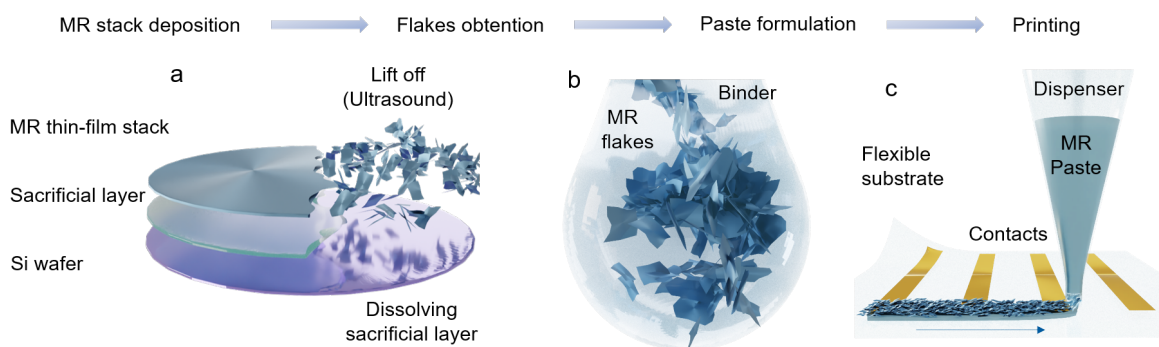 MR stack deposition
Flakes obtention
Paste formulation
Printing
a
Lift off
(Ultrasound)
MR thin-film stack
Sacrificial layer
Si wafer
Dissolving
sacrificial layer
b
Binder
MR
flakes
c
Dispenser
MR
Paste
Flexible
substrate
Contacts